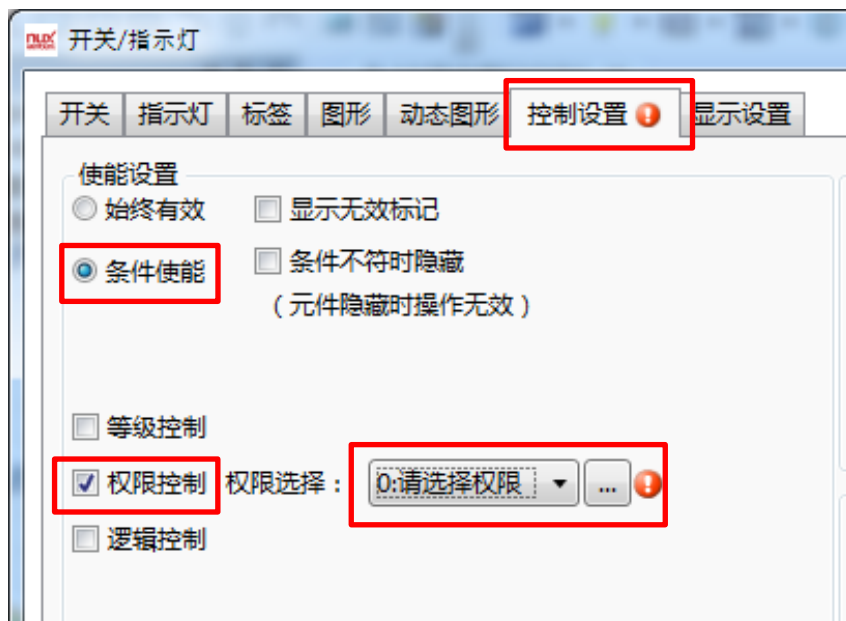 开关/指示灯
开关 指示灯 标签 图形 动态图形 控制设置 显示设置
使能设置
始终有效 显示无效标记
条件使能 条件不符时隐藏
（元件隐藏时操作无效）
等级控制
权限控制 权限选择： 0:请选择权限 ...
逻辑控制